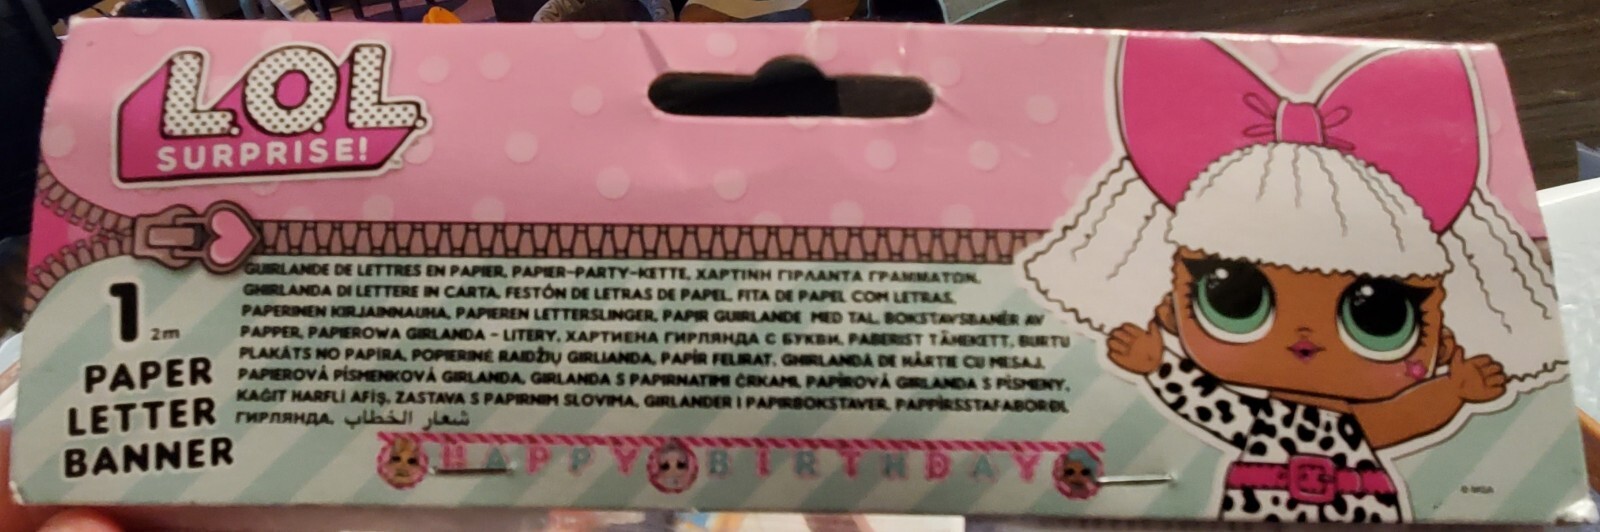 L.O.L.
SURPRISE!
1 2m
PAPER
LETTER
BANNER
GUIRLANDE DE LETTRES EN PAPIER, PAPIER-PARTY-KETTE, ΧΑΡΤΙΝΗ ΓΙΡΛΑΝΤΑ ΓΡΑΜΜΑΤΩΝ,
GHIRLANDA DI LETTERE IN CARTA, FESTÓN DE LETRAS DE PAPEL, FITA DE PAPEL COM LETRAS,
PAPERINEN KIRJAINNAUHA, PAPIEREN LETTERSLINGER, PAPIR GUIRLANDE MED TAL, BOKSTAVSBANÉR AV
PAPPER, PAPIEROWA GIRLANDA - LITERY, ХАРТИЕНА ГИРЛЯНДА С БУКВИ, PABERIST TÄHEKETT, BURTU
PLAKĀTS NO PAPĪRA, POPIERINĖ RAIDŽIŲ GIRLIANDA, PAPÍR FELIRAT, GHIRLANDĂ DE HÂRTIE CU MESAJ,
PAPIEROVÁ PÍSMENKOVÁ GIRLANDA, GIRLANDA S PAPIRNATIMI ČRKAMI, PAPÍROVÁ GIRLANDA S PÍSMENY,
KAĞIT HARFLİ AFİŞ, ZASTAVA S PAPIRNIM SLOVIMA, GIRLANDER I PAPIRBOKSTAVER, PAPPÍRSSTAFABORÐI,
ГИРЛЯНДА, شعار الخطاب
HAPPY BIRTHDAY
© MGA